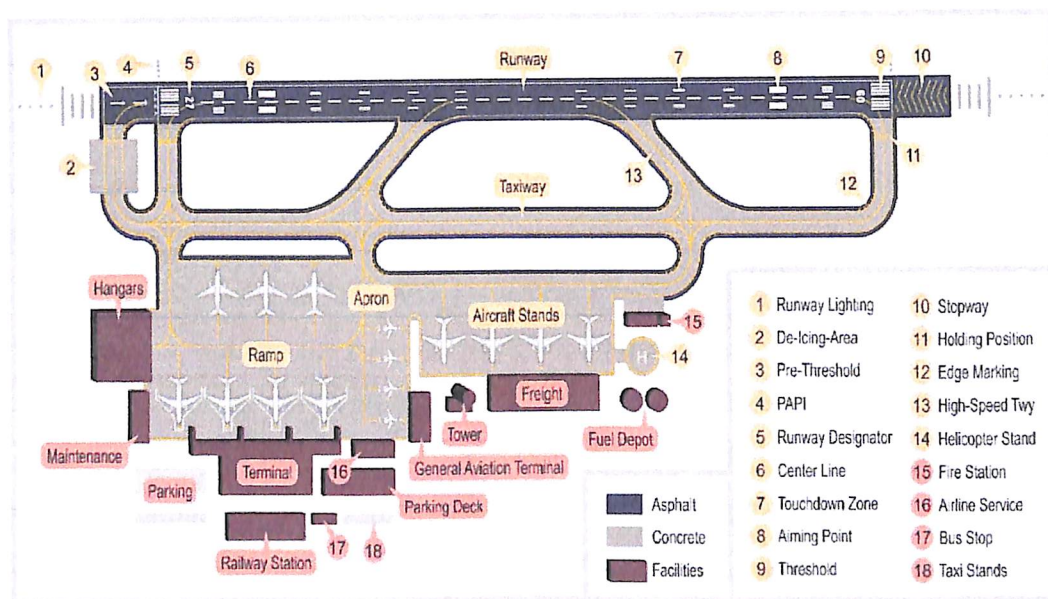 Runway
1
3
4
5
6
7
8
9
10
2
11
12
13
Taxiway
Hangars
Apron
Aircraft Stands
15
Ramp
H
14
Freight
Tower
Fuel Depot
Maintenance
Terminal
16
General Aviation Terminal
Parking
Parking Deck
Railway Station
17
18
27
09
Asphalt
Concrete
Facilities
1 Runway Lighting
2 De-Icing-Area
3 Pre-Threshold
4 PAPI
5 Runway Designator
6 Center Line
7 Touchdown Zone
8 Aiming Point
9 Threshold
10 Stopway
11 Holding Position
12 Edge Marking
13 High-Speed Twy
14 Helicopter Stand
15 Fire Station
16 Airline Service
17 Bus Stop
18 Taxi Stands